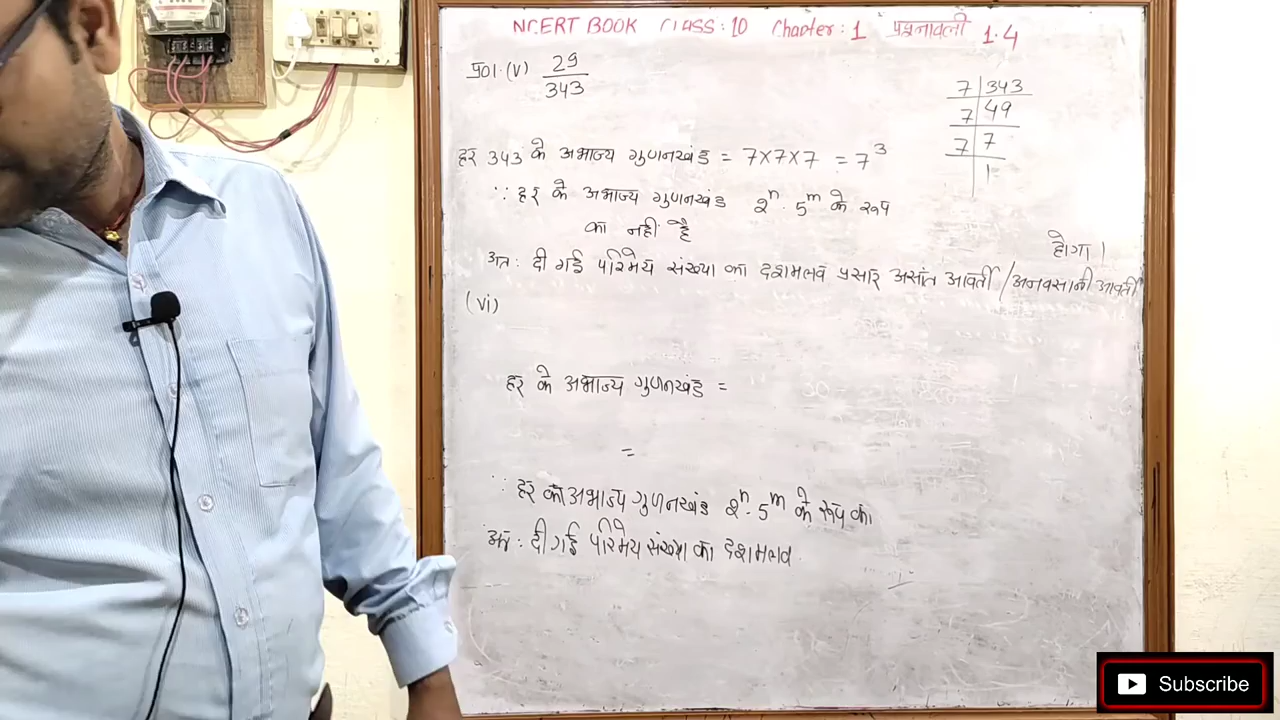 NCERT BOOK CLASS:10 Chapter: 1 प्रश्नावली 1.4
प्र01.(v) 29/343
7 | 343
7 | 49
7 | 7
1
हर 343 के अभाज्य गुणनखंड = 7×7×7 = 7³
∵ हर के अभाज्य गुणनखंड 2ⁿ. 5ᵐ के रूप
का नहीं है
अत: दी गई परिमेय संख्या का दशमलव प्रसार असांत आवर्ती /अनवसानी आवर्ती
होगा।
(vi)
हर के अभाज्य गुणनखंड =
=
∵ हर का अभाज्य गुणनखंड 2ⁿ. 5ᵐ के रूप का
अत: दी गई परिमेय संख्या का दशमलव
Subscribe